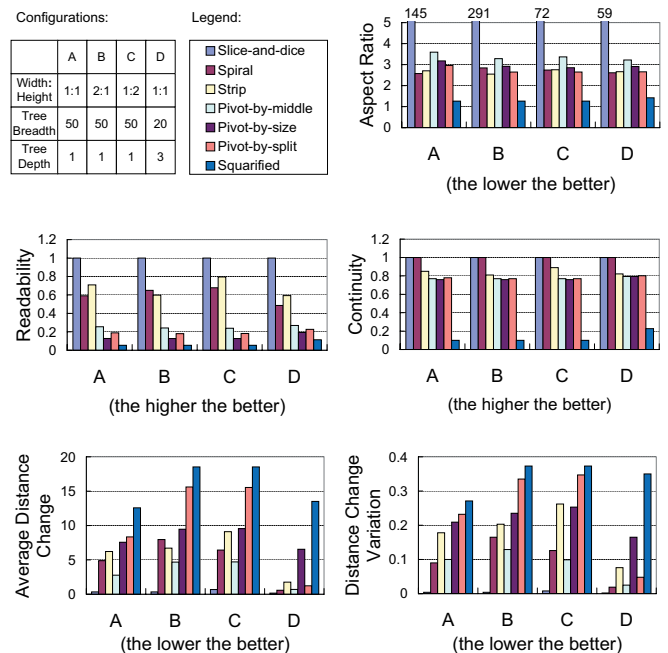 Configurations:
A B C D
Width: Height 1:1 2:1 1:2 1:1
Tree Breadth 50 50 50 20
Tree Depth 1 1 1 3
Legend:
Slice-and-dice
Spiral
Strip
Pivot-by-middle
Pivot-by-size
Pivot-by-split
Squarified
145 291 72 59
Aspect Ratio
5
4
3
2
1
0
A B C D
(the lower the better)
Readability
1.2
1
0.8
0.6
0.4
0.2
0
A B C D
(the higher the better)
Continuity
1.2
1
0.8
0.6
0.4
0.2
0
A B C D
(the higher the better)
Average Distance
Change
20
15
10
5
0
A B C D
(the lower the better)
Distance Change
Variation
0.4
0.3
0.2
0.1
0
A B C D
(the lower the better)